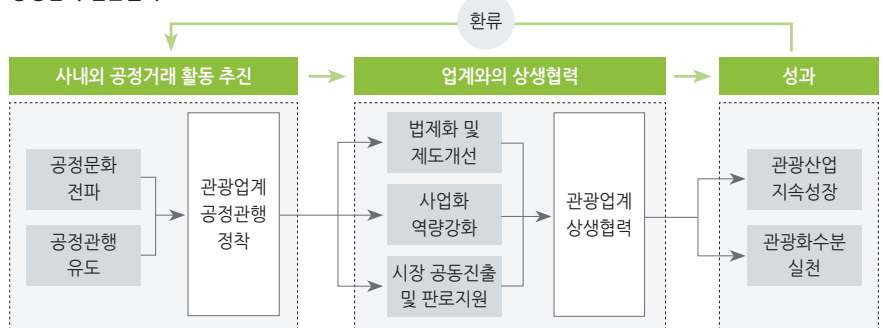 환류
사내외 공정거래 활동 추진
업계와의 상생협력
성과
공정문화
전파
공정관행
유도
관광업계
공정관행
정착
법제화 및
제도개선
사업화
역량강화
시장 공동진출
및 판로지원
관광업계
상생협력
관광산업
지속성장
관광화수분
실천